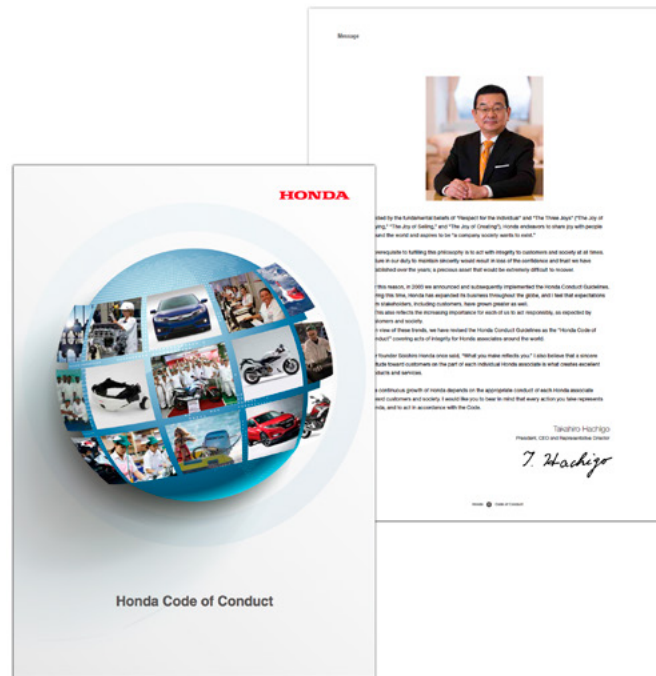 HONDA
Honda Code of Conduct
Message
by the fundamental beliefs of "Respect for the Individual" and "The Three Joys" ("The Joy of
"The Joy of Selling," and "The Joy of Creating"), Honda endeavors to share joy with people
the world and aspires to be "a company society wants to exist."
to fulfilling this philosophy is to act with integrity to customers and society at all times.
in our duty to maintain sincerity would result in loss of the confidence and trust we have
over the years, a precious asset that would be extremely difficult to recover.
this reason, in 2003 we announced and subsequently implemented the Honda Conduct Guidelines.
this time, Honda has expanded its business throughout the globe, and I feel that expectations
stakeholders, including customers, have grown greater as well.
This also reflects the increasing importance for each of us to act responsibly, as expected by
and society.
view of these trends, we have revised the Honda Conduct Guidelines as the "Honda Code of
covering acts of integrity for Honda associates around the world.
founder Soichiro Honda once said, "What you make reflects you." I also believe that a sincere
toward customers on the part of each individual Honda associate is what creates excellent
and services.
continuous growth of Honda depends on the appropriate conduct of each Honda associate
customers and society. I would like you to bear in mind that every action you take represents
and to act in accordance with the Code.
Takahiro Hachigo
President, CEO and Representative Director
T. Hachigo
Honda Code of Conduct